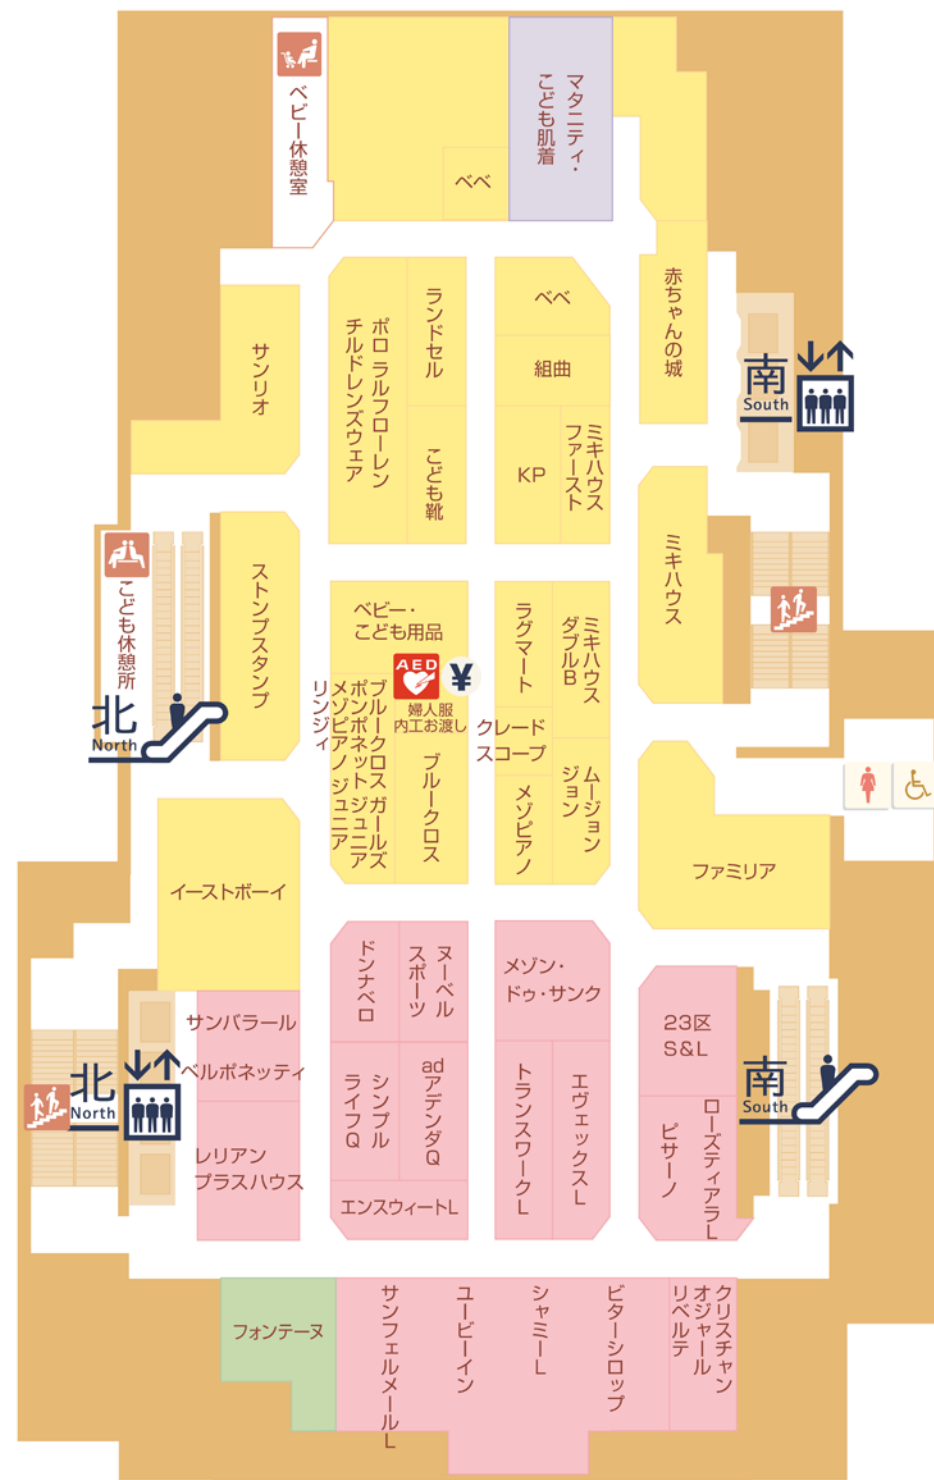 ベビー休憩室
マタニティ・
こども肌着
べべ
サンリオ
ポロ ラルフローレン
チルドレンズウェア
ランドセル
こども靴
べべ
組曲
KP
ミキハウス
ファースト
赤ちゃんの城
南
South
こども休憩所
北
North
ストンプスタンプ
ベビー・
こども用品
AED
¥
婦人服
内工お渡し
ブルークロス ガールズ
ポンポネット ジュニア
メゾピアノ ジュニア
リンジィ
ブルークロス
ラグマート
ミキハウス
ダブルB
クレード
スコープ
メゾピアノ
ムージョン
ジョン
ミキハウス
ファミリア
イーストボーイ
サンバラール
ベルポネッティ
レリアン
プラスハウス
北
North
ドンナベロ
ヌーベル
スポーツ
シンプル
ライフQ
ad
アデンダQ
エンスウィートL
メゾン・
ドゥ・サンク
トランスワークL
エヴェックスL
23区
S&L
ローズティアラL
ピサーノ
南
South
フォンテーヌ
サンフェルメールL
ユービーイン
シャミーL
ビターシロップ
クリスチャン
オジャール
リベルテ